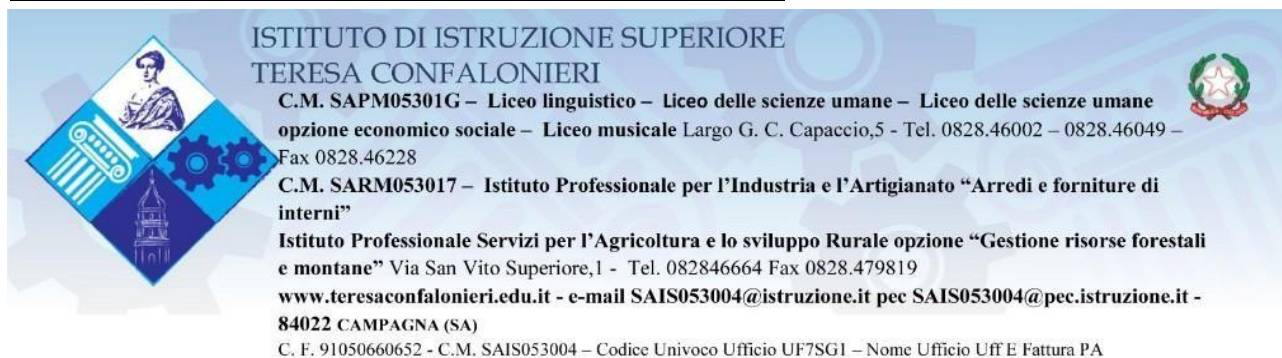 ISTITUTO DI ISTRUZIONE SUPERIORE
TERESA CONFALONIERI
C.M. SAPM05301G – Liceo linguistico – Liceo delle scienze umane – Liceo delle scienze umane
opzione economico sociale – Liceo musicale Largo G. C. Capaccio,5 - Tel. 0828.46002 – 0828.46049 –
Fax 0828.46228
C.M. SARM053017 – Istituto Professionale per l’Industria e l’Artigianato “Arredi e forniture di
interni”
Istituto Professionale Servizi per l’Agricoltura e lo sviluppo Rurale opzione “Gestione risorse forestali
e montane” Via San Vito Superiore,1 - Tel. 082846664 Fax 0828.479819
www.teresaconfalonieri.edu.it - e-mail SAIS053004@istruzione.it pec SAIS053004@pec.istruzione.it -
84022 CAMPAGNA (SA)
C. F. 91050660652 - C.M. SAIS053004 – Codice Univoco Ufficio UF7SG1 – Nome Ufficio Uff E Fattura PA